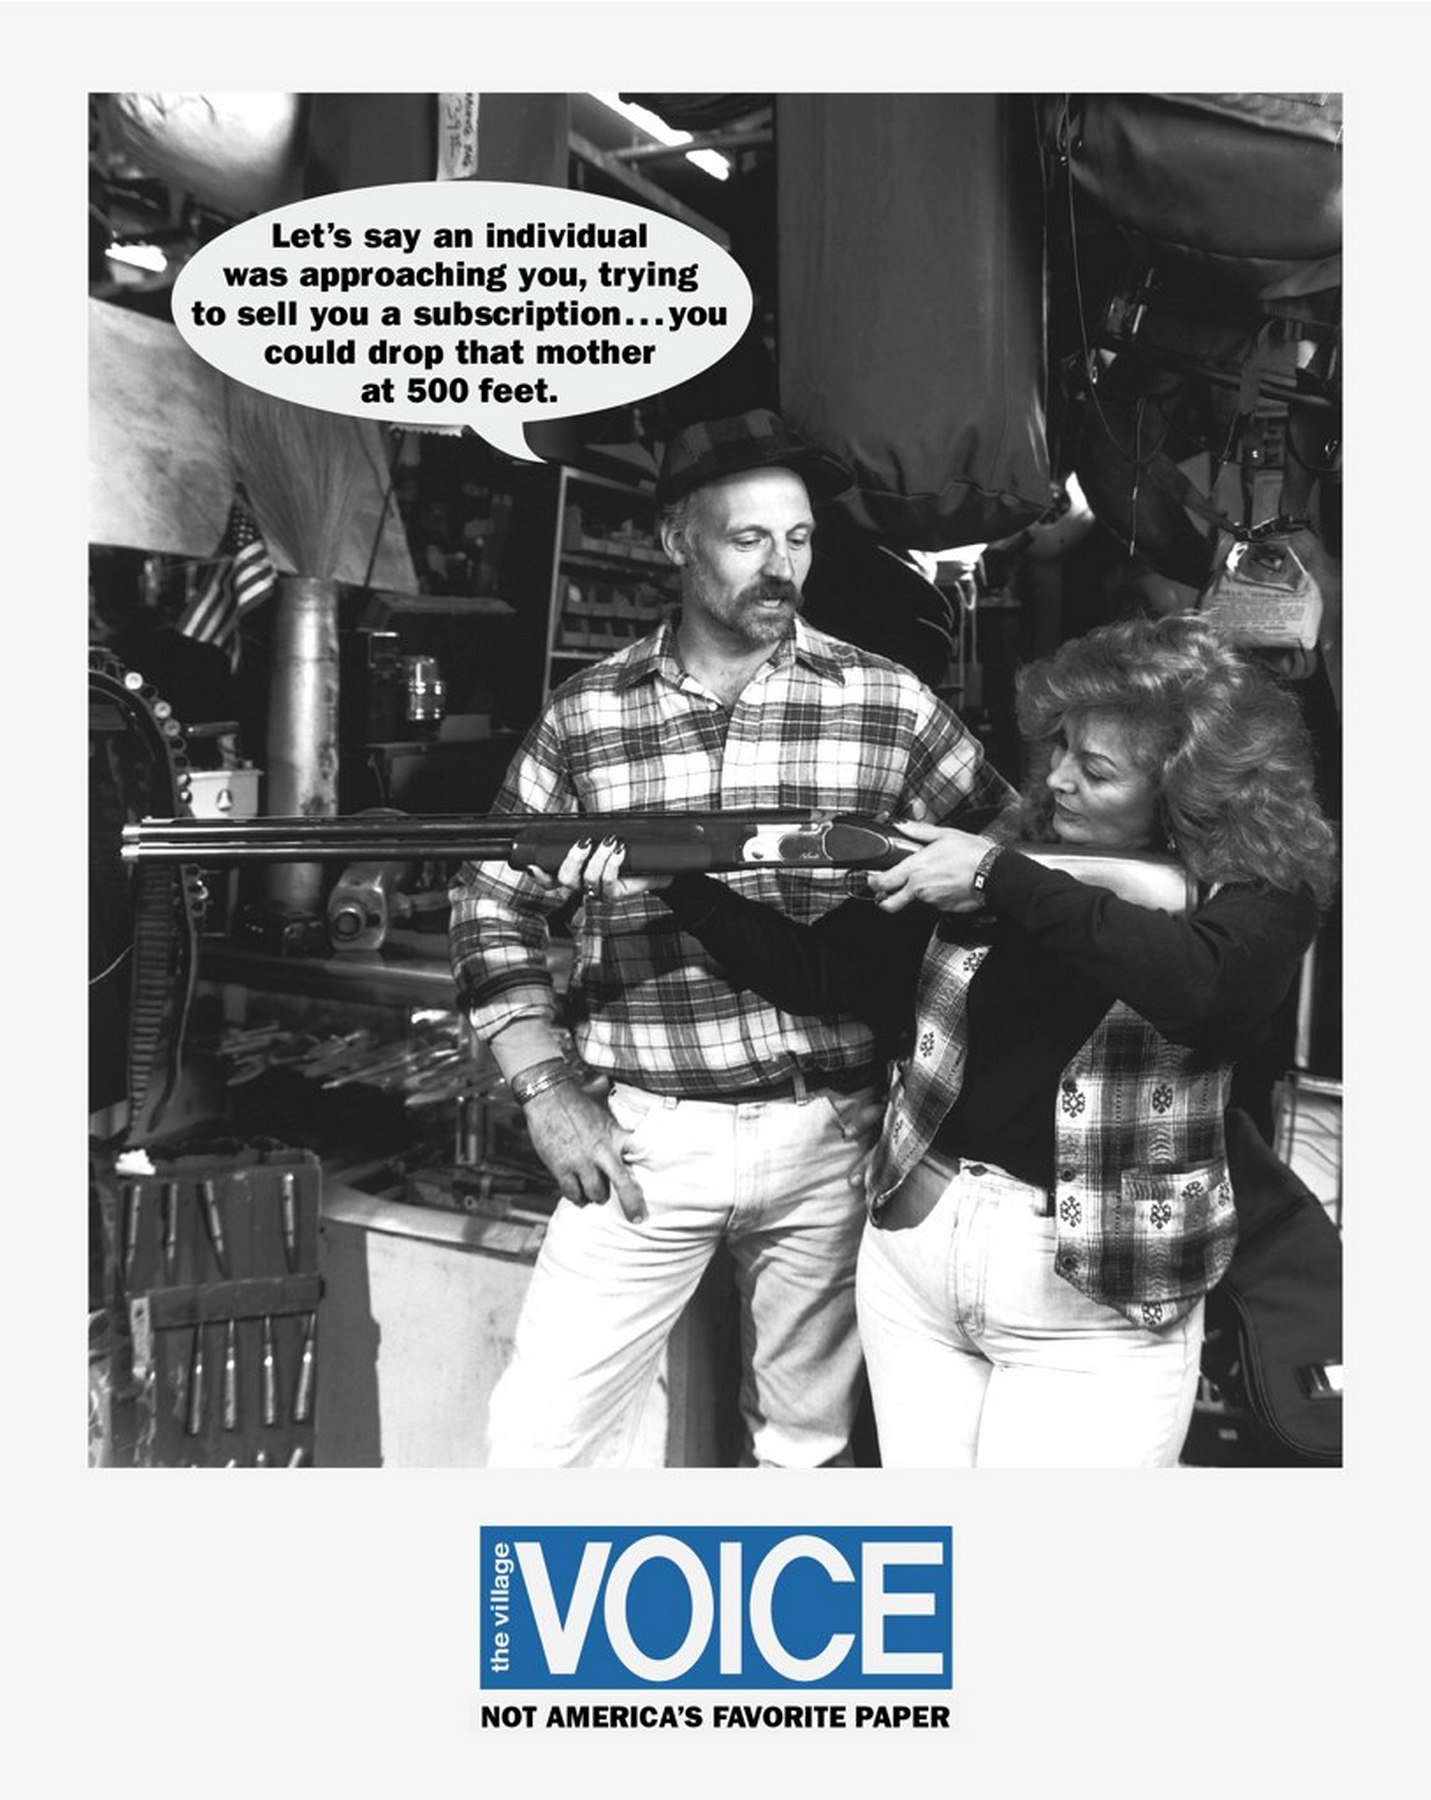 Let's say an individual
was approaching you, trying
to sell you a subscription...you
could drop that mother
at 500 feet.
the village
VOICE
NOT AMERICA'S FAVORITE PAPER